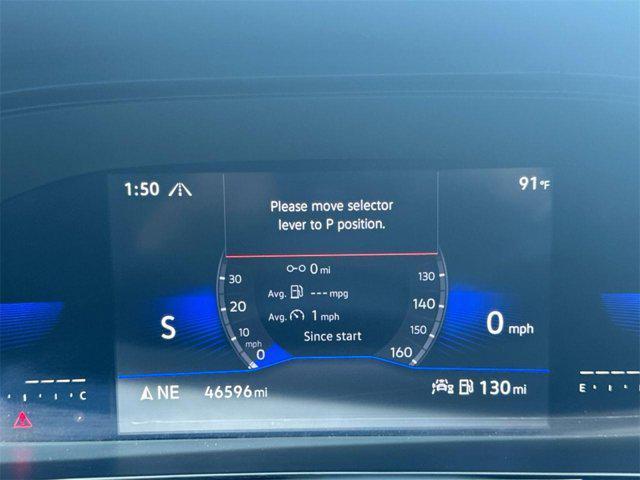 1:50
91°F
Please move selector
lever to P position.
0 mi
Avg. --- mpg
Avg. 1 mph
Since start
30
20
10
mph
0
130
140
150
160
S
0 mph
NE
46596 mi
130 mi
C
E